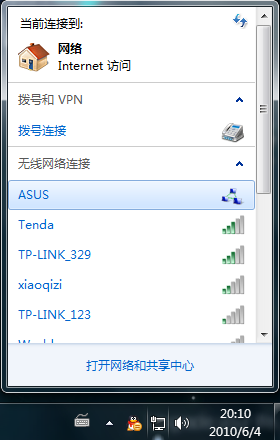 当前连接到:
网络
Internet 访问
拨号和 VPN
拨号连接
无线网络连接
ASUS
Tenda
TP-LINK_329
xiaoqizi
TP-LINK_123
打开网络和共享中心
20:10
2010/6/4